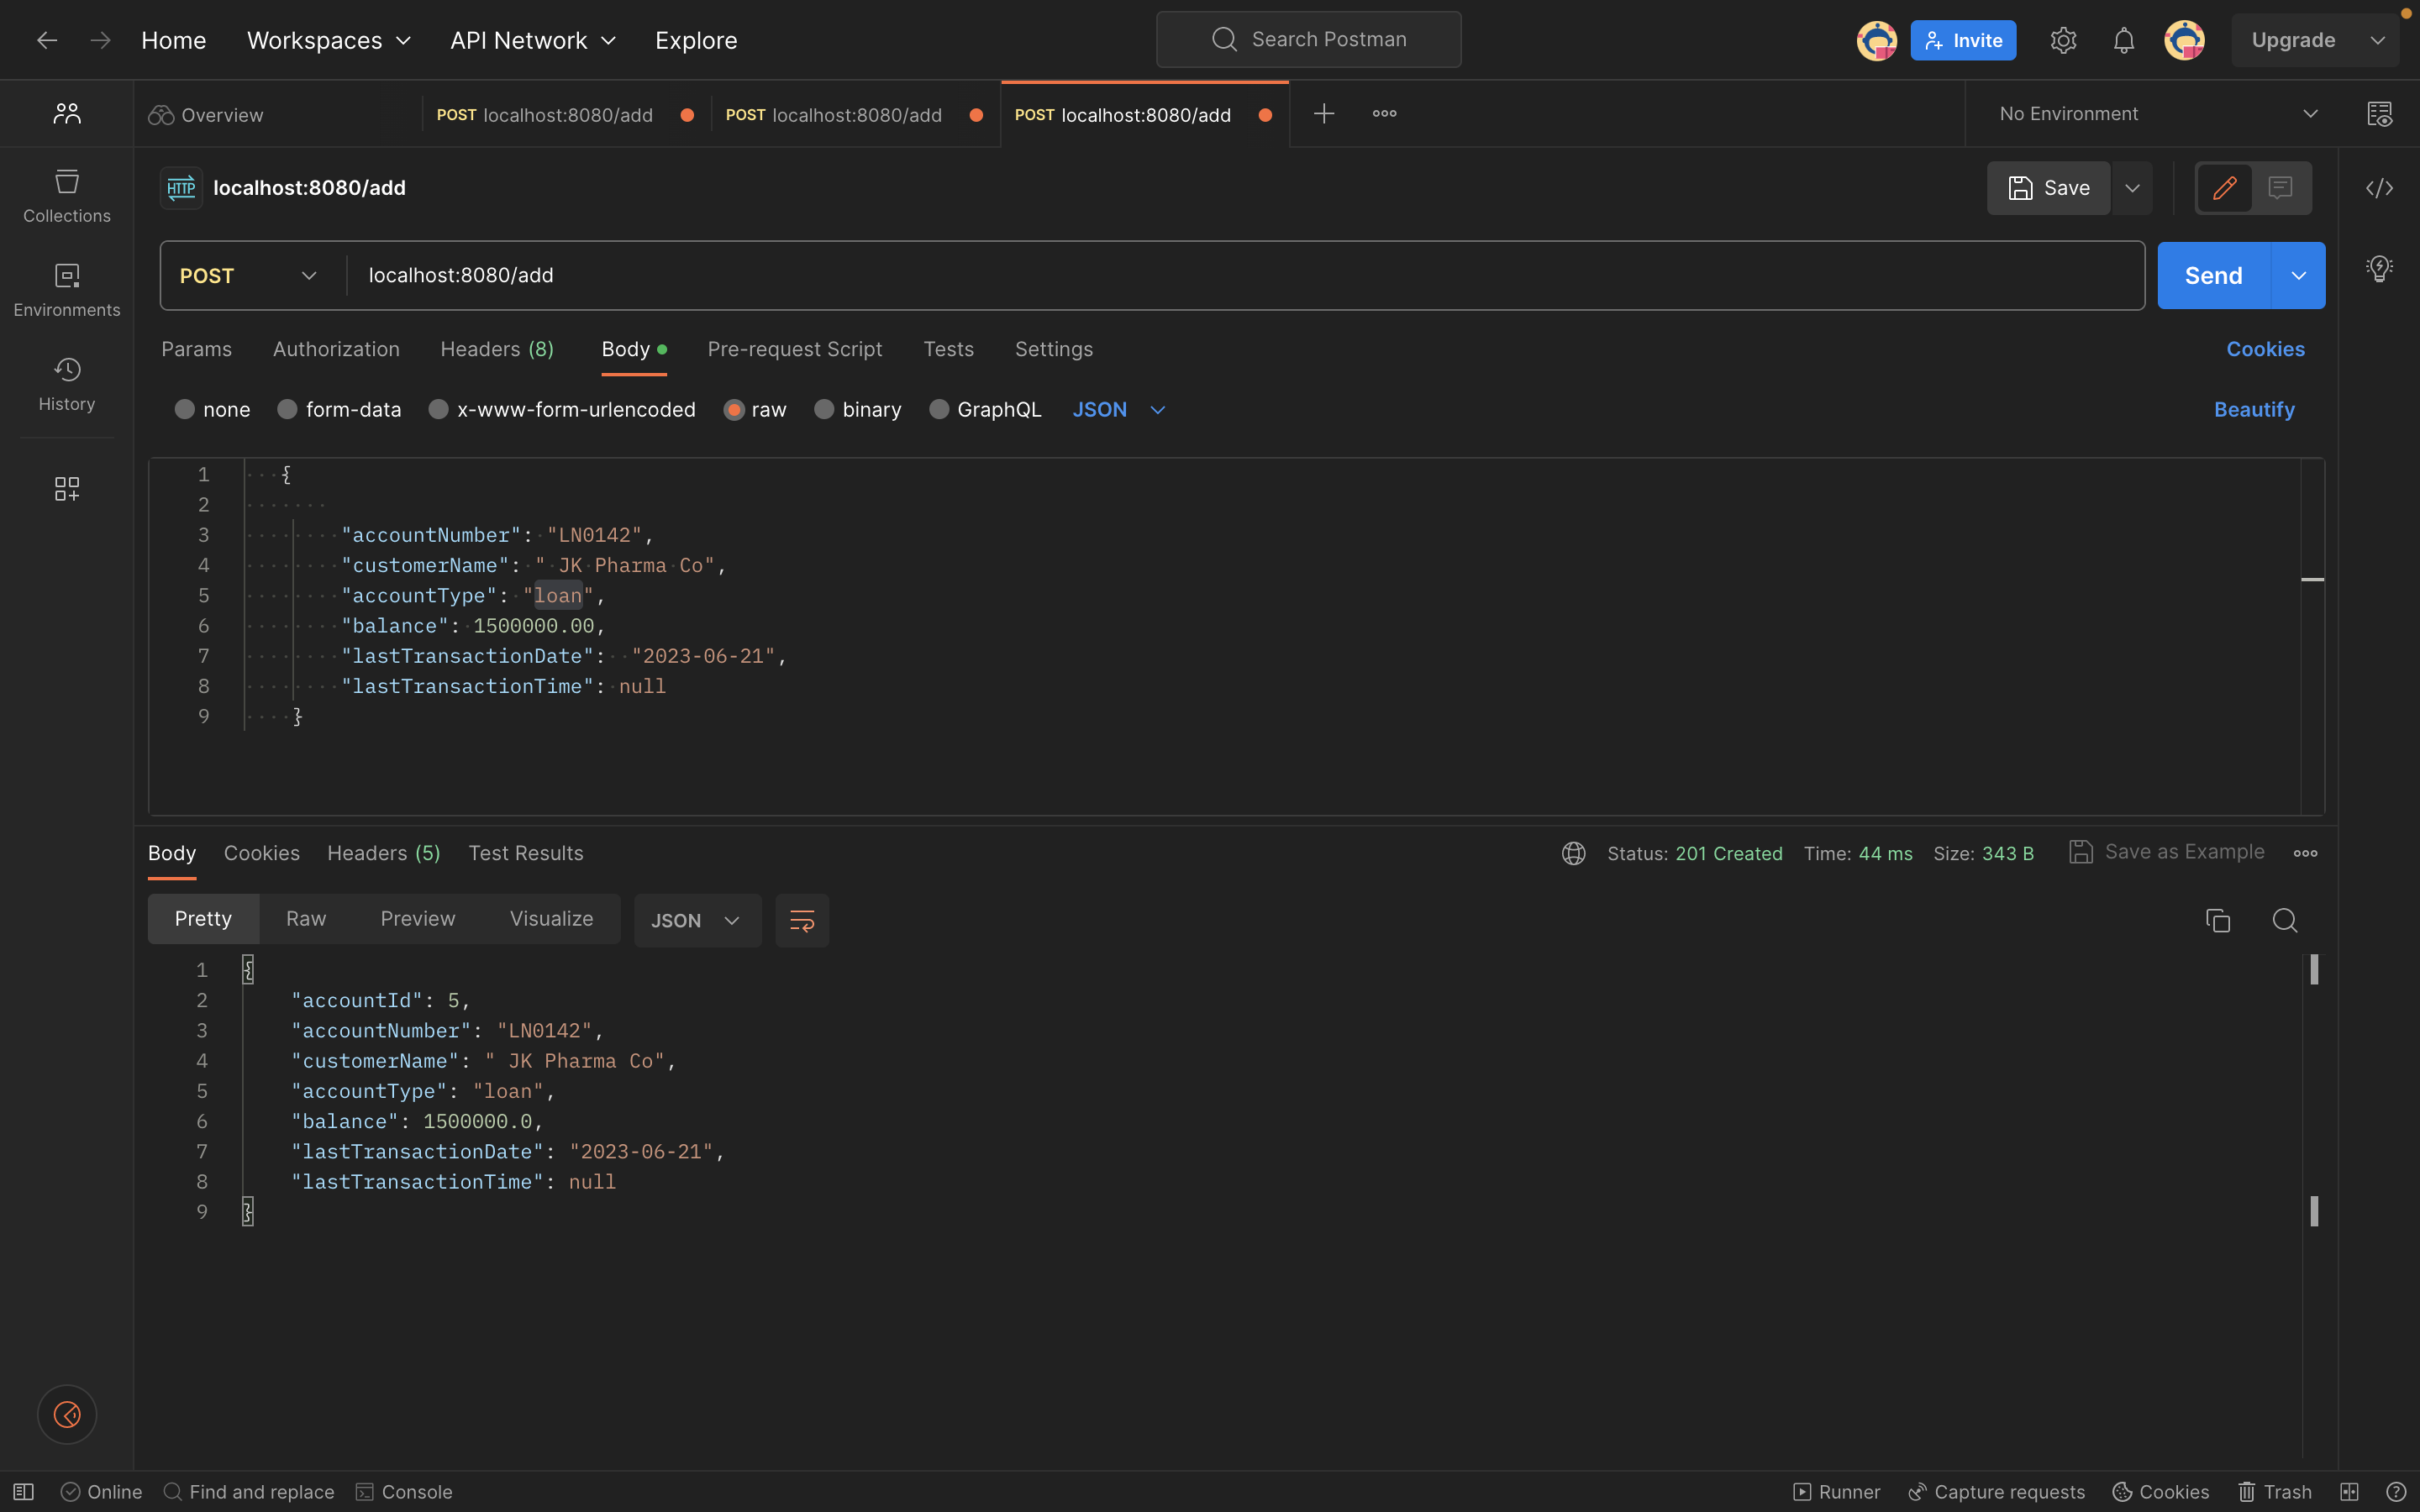 Home Workspaces API Network Explore Search Postman Invite Upgrade
Overview POST localhost:8080/add POST localhost:8080/add POST localhost:8080/add No Environment
HTTP localhost:8080/add Save
Collections
POST localhost:8080/add Send
Environments
Params Authorization Headers (8) Body Pre-request Script Tests Settings Cookies
History
none form-data x-www-form-urlencoded raw binary GraphQL JSON Beautify
1 {
2
3 "accountNumber": "LN0142",
4 "customerName": " JK Pharma Co",
5 "accountType": "loan",
6 "balance": 1500000.00,
7 "lastTransactionDate":  "2023-06-21",
8 "lastTransactionTime": null
9 }
Body Cookies Headers (5) Test Results Status: 201 Created Time: 44 ms Size: 343 B Save as Example
Pretty Raw Preview Visualize JSON
1 {
2 "accountId": 5,
3 "accountNumber": "LN0142",
4 "customerName": " JK Pharma Co",
5 "accountType": "loan",
6 "balance": 1500000.0,
7 "lastTransactionDate": "2023-06-21",
8 "lastTransactionTime": null
9 }
Online Find and replace Console Runner Capture requests Cookies Trash